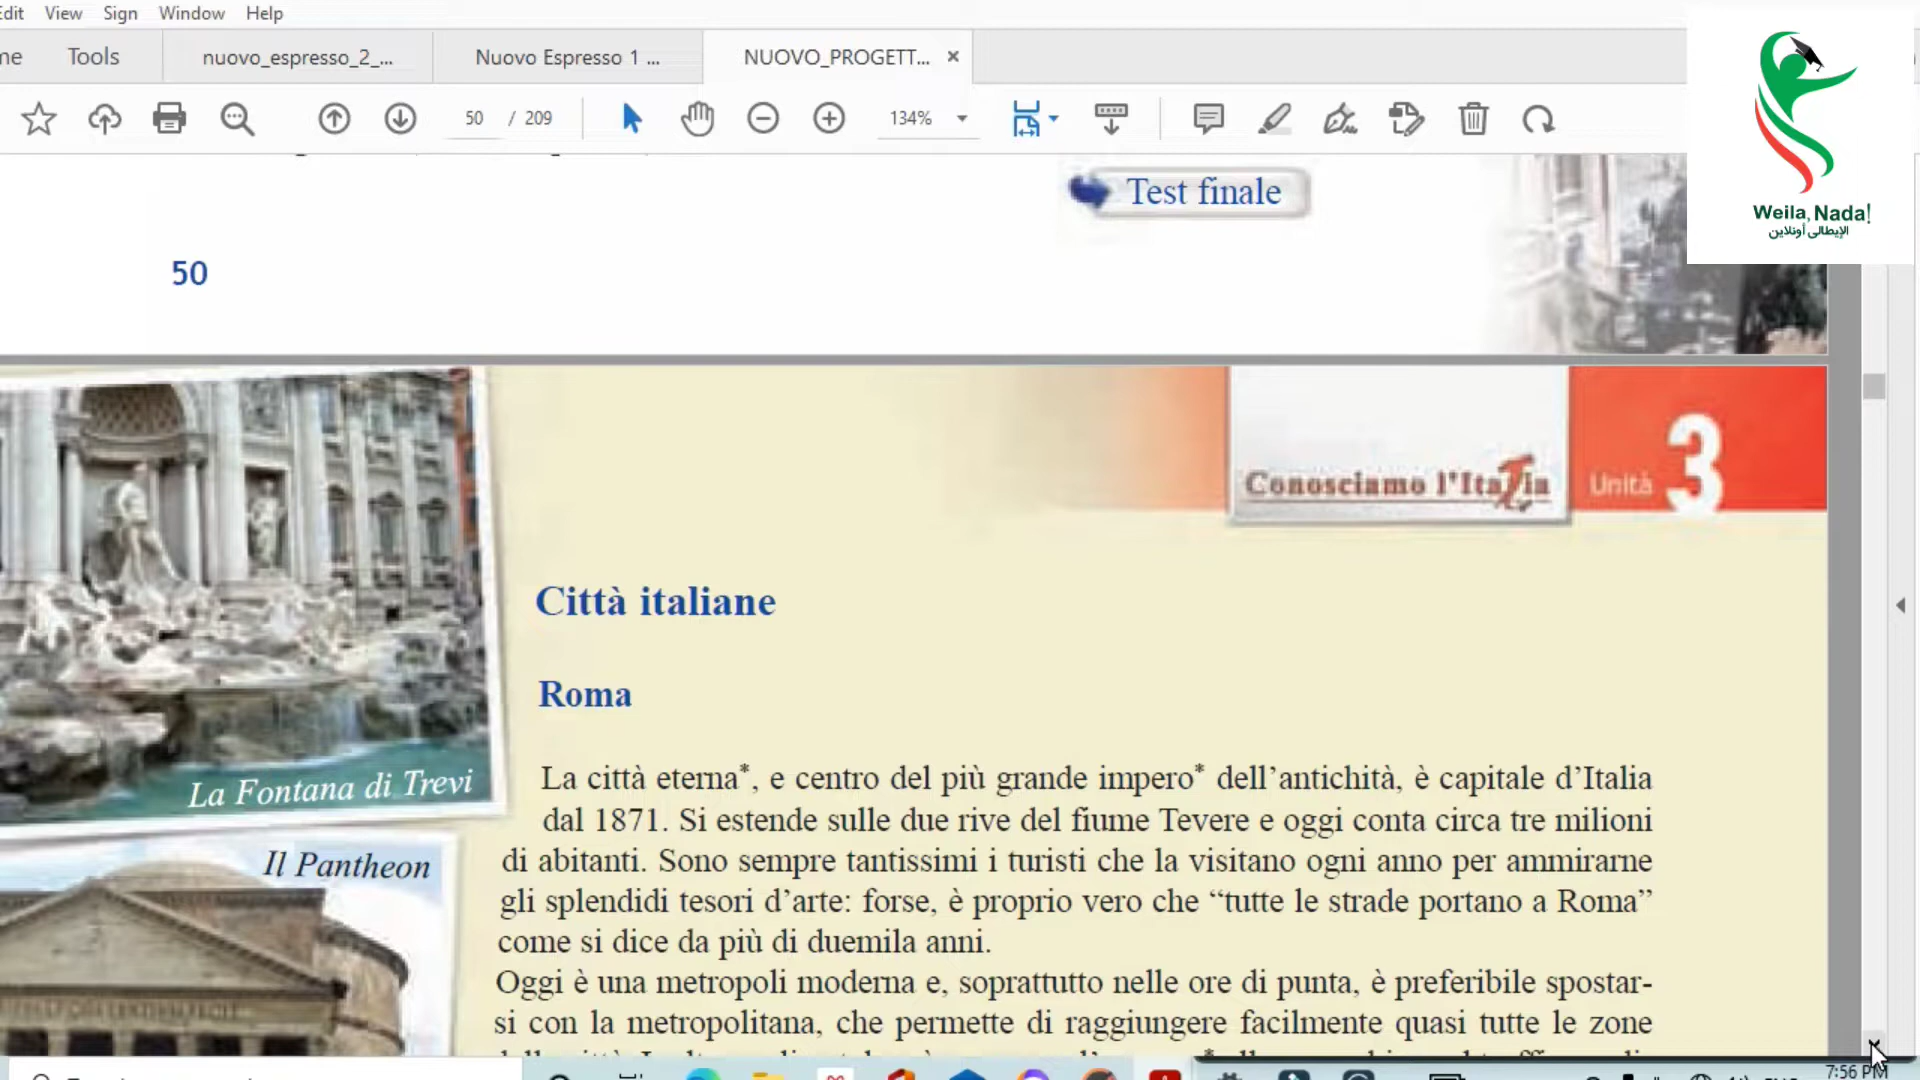 Edit View Sign Window Help
Tools nuovo_espresso_2_... Nuovo Espresso 1 ... NUOVO_PROGETT...
50 / 209 134%
Weila, Nada!
الإيطالى أونلاين
Test finale
50
Conosciamo l'Italia Unità 3
La Fontana di Trevi
Il Pantheon
Città italiane
Roma
La città eterna*, e centro del più grande impero* dell'antichità, è capitale d'Italia
dal 1871. Si estende sulle due rive del fiume Tevere e oggi conta circa tre milioni
di abitanti. Sono sempre tantissimi i turisti che la visitano ogni anno per ammirarne
gli splendidi tesori d'arte: forse, è proprio vero che “tutte le strade portano a Roma”
come si dice da più di duemila anni.
Oggi è una metropoli moderna e, soprattutto nelle ore di punta, è preferibile spostar-
si con la metropolitana, che permette di raggiungere facilmente quasi tutte le zone
7:56 PM